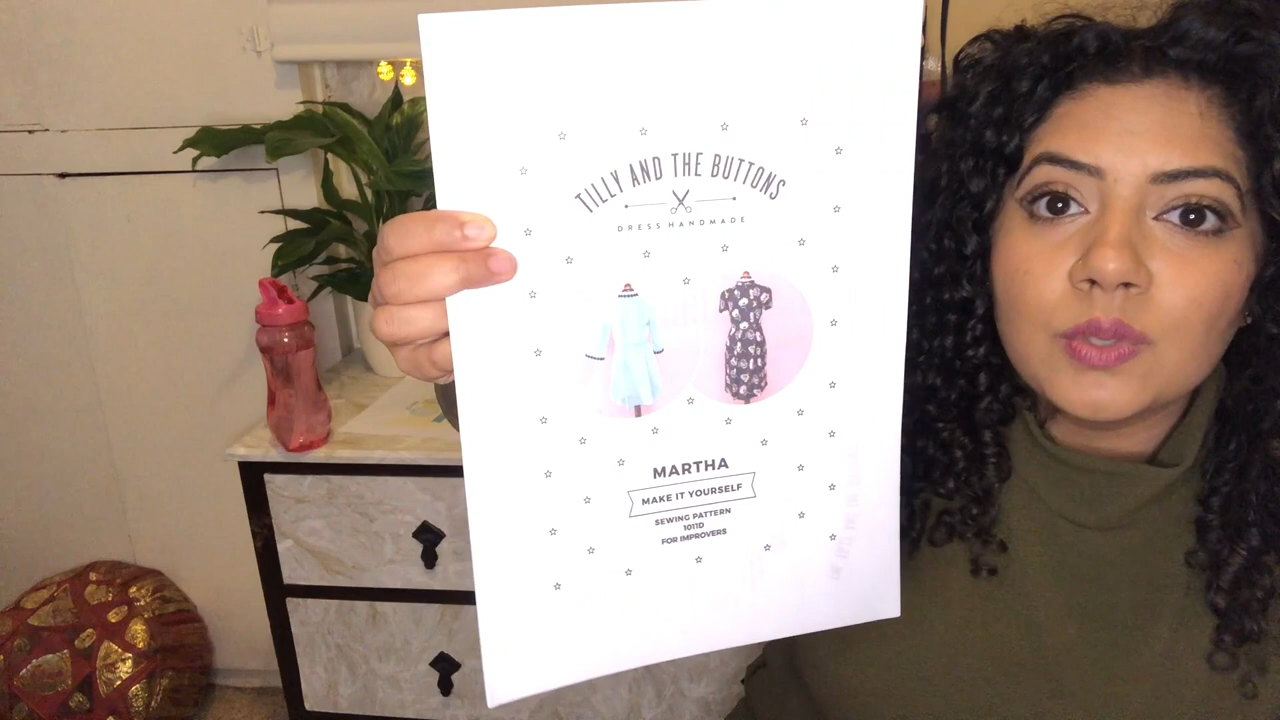 TILLY AND THE BUTTONS
DRESS HANDMADE
MARTHA
MAKE IT YOURSELF
SEWING PATTERN
1011D
FOR IMPROVERS